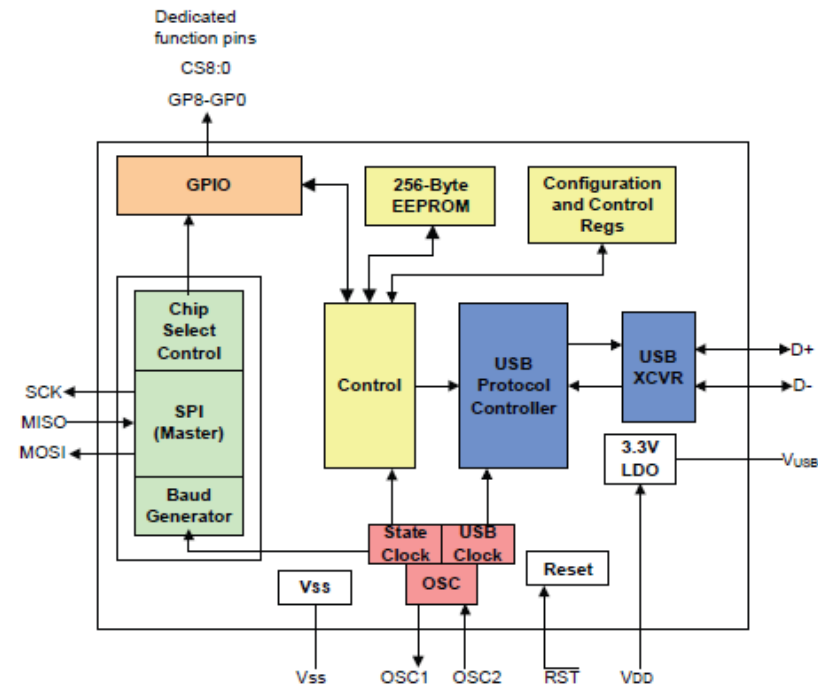 Dedicated
function pins
CS8:0
GP8-GP0
GPIO
256-Byte
EEPROM
Configuration
and Control
Regs
Chip
Select
Control
SPI
(Master)
Baud
Generator
SCK
MISO
MOSI
Control
USB
Protocol
Controller
USB
XCVR
D+
D-
3.3V
LDO
VUSB
State
Clock
USB
Clock
OSC
Reset
VSS
VSS
OSC1
OSC2
RST
VDD